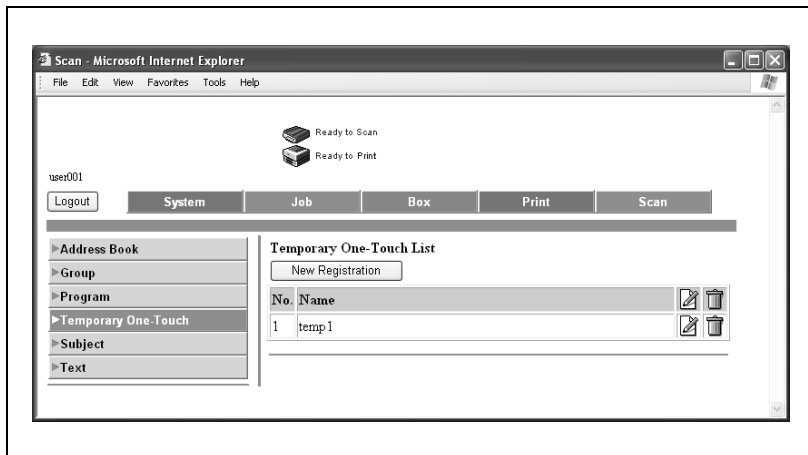 Scan - Microsoft Internet Explorer
File Edit View Favorites Tools Help
Ready to Scan
Ready to Print
user001
Logout System Job Box Print Scan
Address Book
Group
Program
Temporary One-Touch
Subject
Text
Temporary One-Touch List
New Registration
No. Name
1 temp1